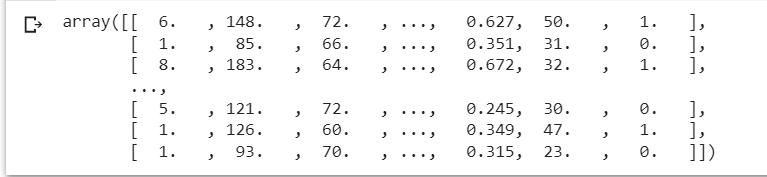 array([[  6.   , 148.   ,  72.   , ...,   0.627,  50.   ,   1.   ],
[  1.   ,  85.   ,  66.   , ...,   0.351,  31.   ,   0.   ],
[  8.   , 183.   ,  64.   , ...,   0.672,  32.   ,   1.   ],
...,
[  5.   , 121.   ,  72.   , ...,   0.245,  30.   ,   0.   ],
[  1.   , 126.   ,  60.   , ...,   0.349,  47.   ,   1.   ],
[  1.   ,  93.   ,  70.   , ...,   0.315,  23.   ,   0.   ]])